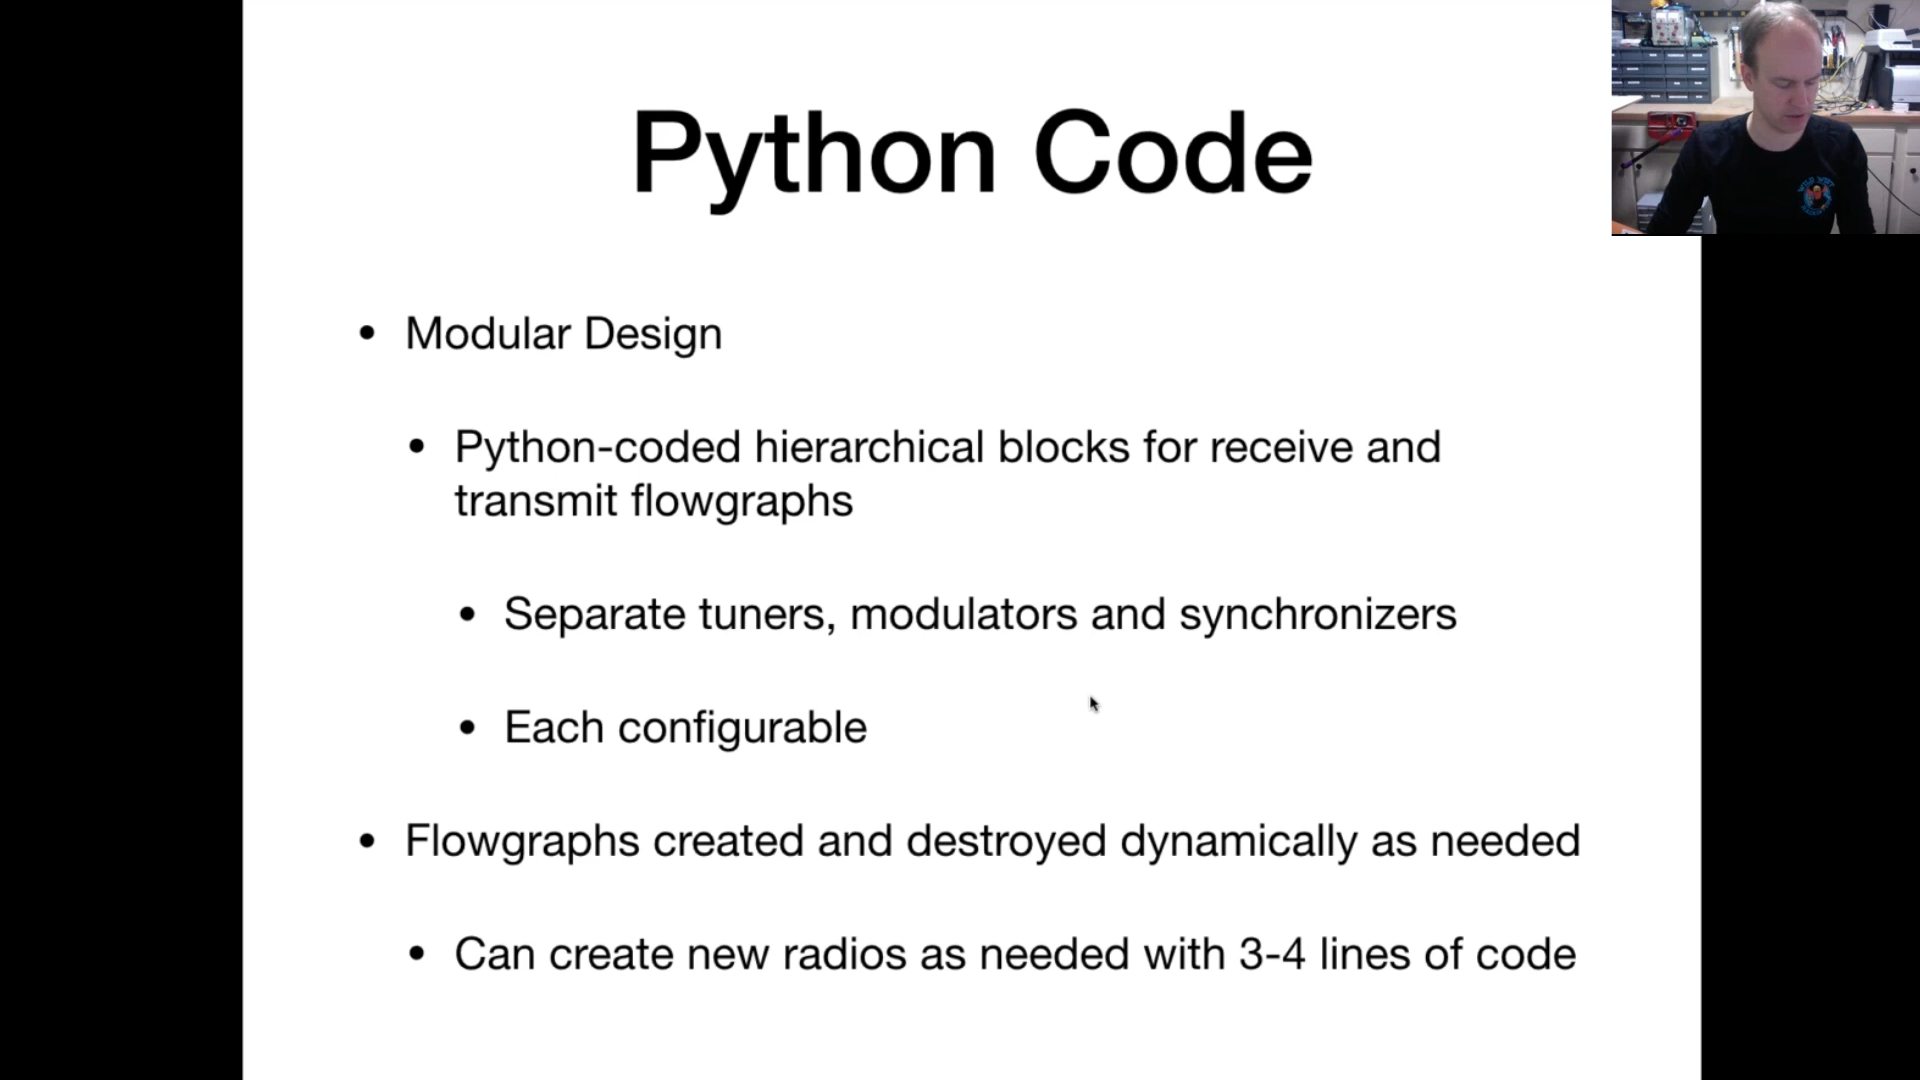 Python Code
• Modular Design
• Python-coded hierarchical blocks for receive and
transmit flowgraphs
• Separate tuners, modulators and synchronizers
• Each configurable
• Flowgraphs created and destroyed dynamically as needed
• Can create new radios as needed with 3-4 lines of code
WILD WEST